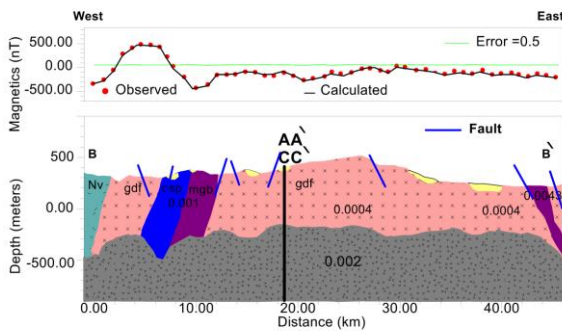 West
East
Magnetics (nT)
500.00
0.00
-500.00
Error =0.5
Observed
Calculated
AA`
CC`
Fault
B
B`
Depth (meters)
500
0.00
-500.00
Nv
gdf
mgb
0.001
gdf
0.0004
0.0004
0.0043
0.002
0.00
10.00
20.00
30.00
40.00
Distance (km)